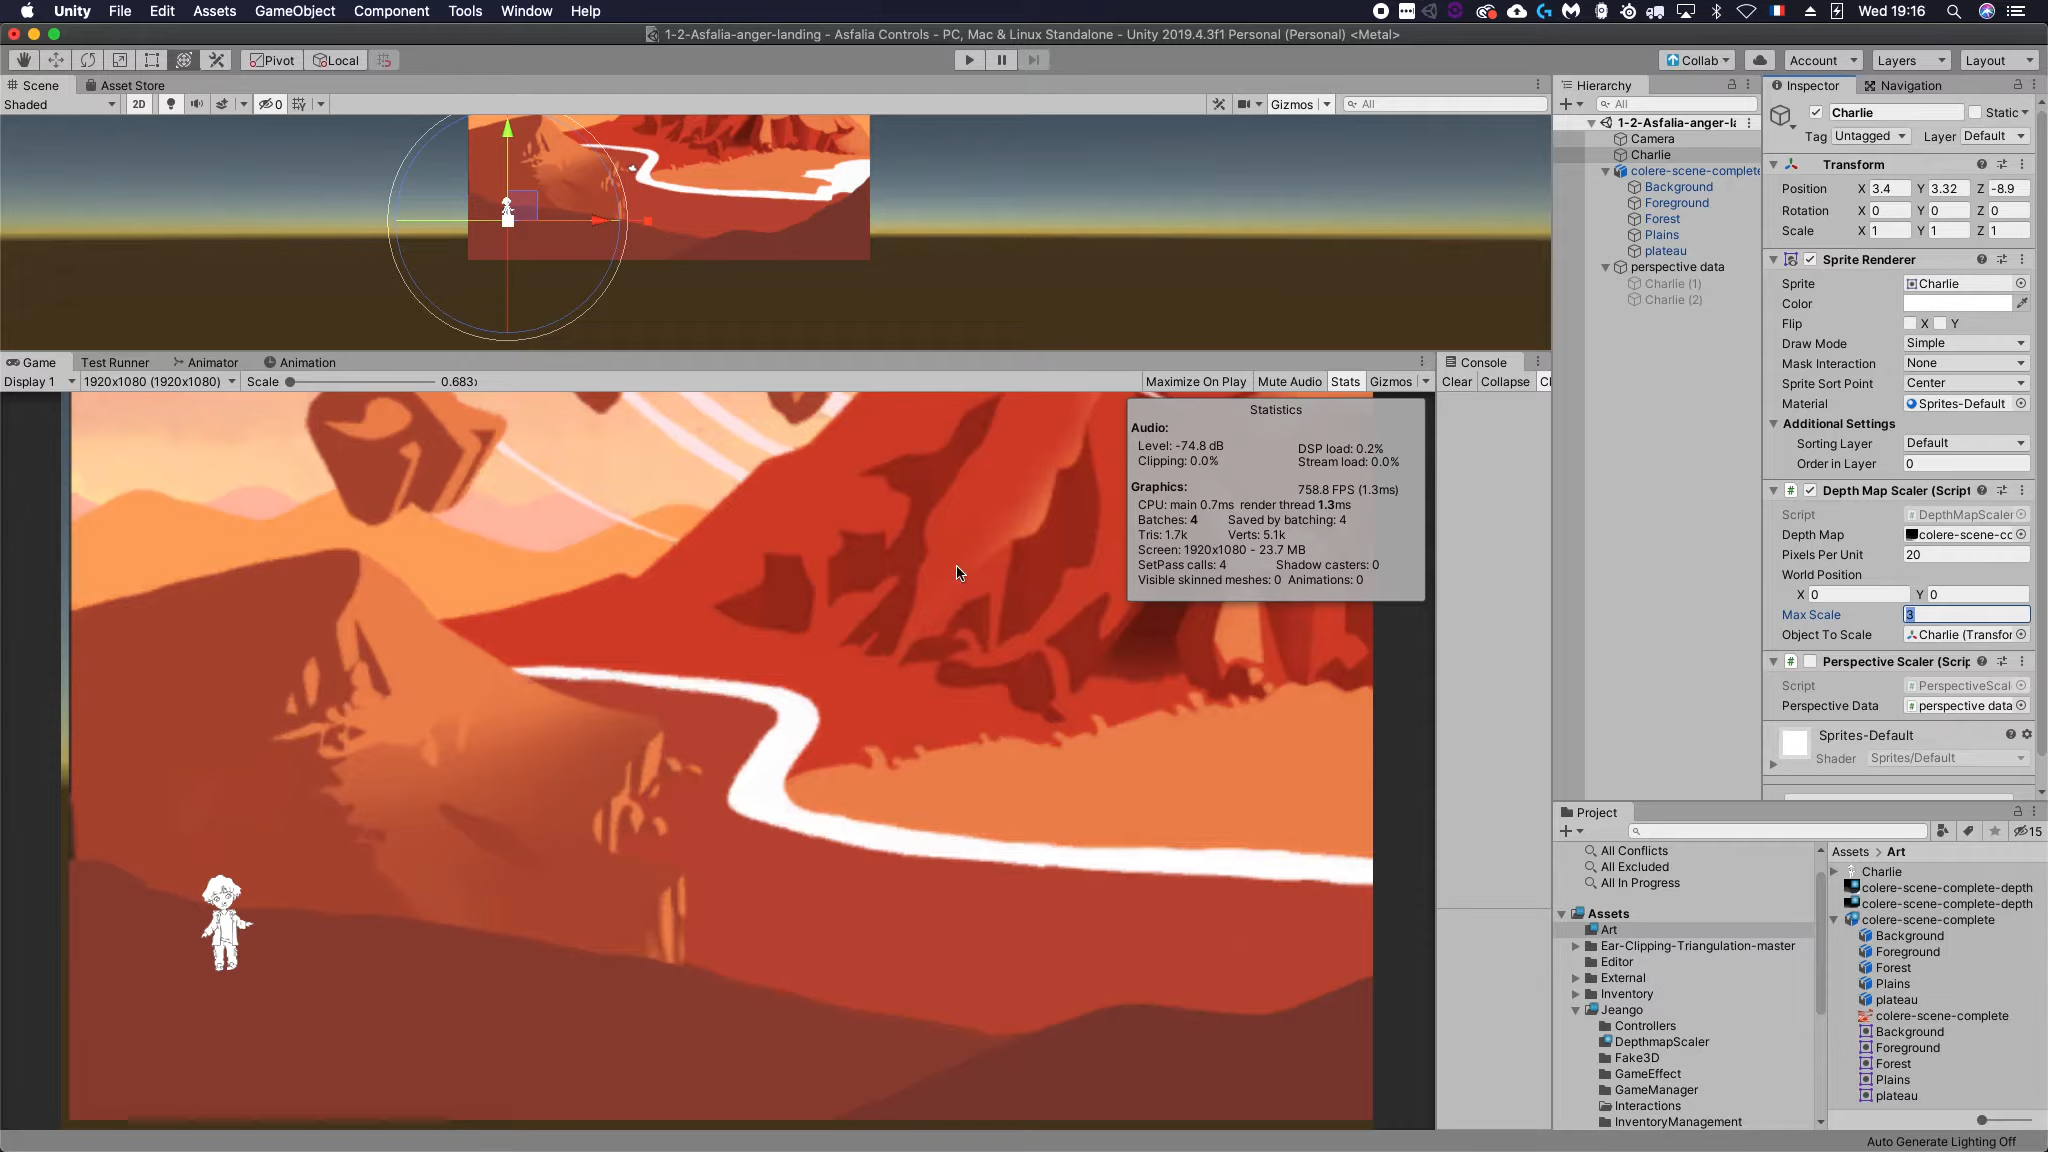 Unity File Edit Assets GameObject Component Tools Window Help Wed 19:16
1-2-Asfalia-anger-landing - Asfalia Controls - PC, Mac & Linux Standalone - Unity 2019.4.3f1 Personal (Personal) <Metal>
Pivot Local Collab Account Layers Layout
Scene Asset Store
Shaded 2D 0 Gizmos All
Game Test Runner Animator Animation
Display 1 1920x1080 (1920x1080) Scale 0.683x Maximize On Play Mute Audio Stats Gizmos
Statistics
Audio:
Level: -74.8 dB DSP load: 0.2%
Clipping: 0.0% Stream load: 0.0%
Graphics: 758.8 FPS (1.3ms)
CPU: main 0.7ms render thread 1.3ms
Batches: 4 Saved by batching: 4
Tris: 1.7k Verts: 5.1k
Screen: 1920x1080 - 23.7 MB
SetPass calls: 4 Shadow casters: 0
Visible skinned meshes: 0 Animations: 0
Console
Clear Collapse Cl
Hierarchy
All
1-2-Asfalia-anger-la
Camera
Charlie
colere-scene-complete
Background
Foreground
Forest
Plains
plateau
perspective data
Charlie (1)
Charlie (2)
Inspector Navigation
Charlie Static
Tag Untagged Layer Default
Transform
Position X 3.4 Y 3.32 Z -8.9
Rotation X 0 Y 0 Z 0
Scale X 1 Y 1 Z 1
Sprite Renderer
Sprite Charlie
Color
Flip X Y
Draw Mode Simple
Mask Interaction None
Sprite Sort Point Center
Material Sprites-Default
Additional Settings
Sorting Layer Default
Order in Layer 0
# Depth Map Scaler (Script
Script # DepthMapScaler
Depth Map colere-scene-cc
Pixels Per Unit 20
World Position
X 0 Y 0
Max Scale 3
Object To Scale Charlie (Transfor
# Perspective Scaler (Scrip
Script # PerspectiveScal
Perspective Data # perspective data
Sprites-Default
Shader Sprites/Default
Project
15
All Conflicts
All Excluded
All In Progress
Assets
Art
Ear-Clipping-Triangulation-master
Editor
External
Inventory
Jeango
Controllers
DepthmapScaler
Fake3D
GameEffect
GameManager
Interactions
InventoryManagement
Assets > Art
Charlie
colere-scene-complete-depth
colere-scene-complete-depth
colere-scene-complete
Background
Foreground
Forest
Plains
plateau
colere-scene-complete
Background
Foreground
Forest
Plains
plateau
Auto Generate Lighting Off